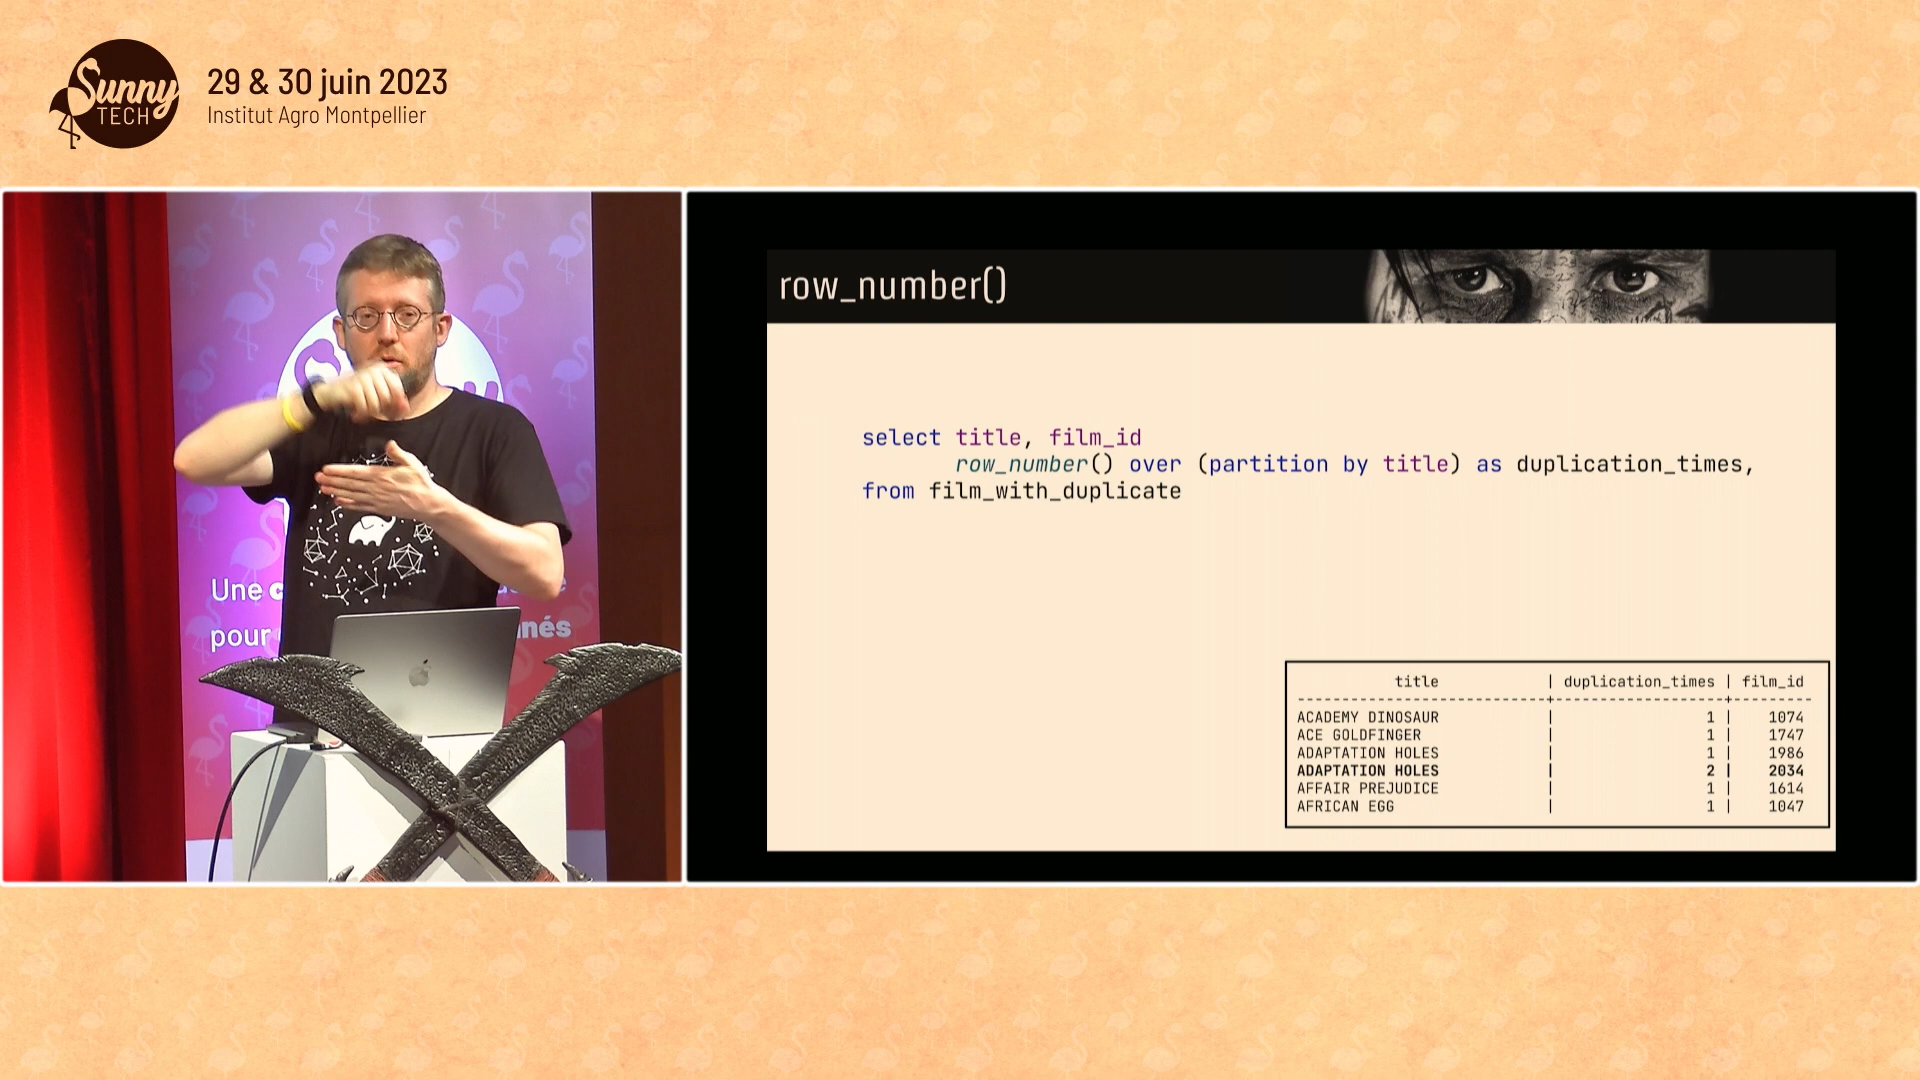 Sunny
TECH
29 & 30 juin 2023
Institut Agro Montpellier
Une
pour
nés
row_number()
select title, film_id
row_number() over (partition by title) as duplication_times,
from film_with_duplicate
title | duplication_times | film_id
---------------------------+-------------------+---------
ACADEMY DINOSAUR | 1 | 1074
ACE GOLDFINGER | 1 | 1747
ADAPTATION HOLES | 1 | 1986
ADAPTATION HOLES | 2 | 2034
AFFAIR PREJUDICE | 1 | 1614
AFRICAN EGG | 1 | 1047